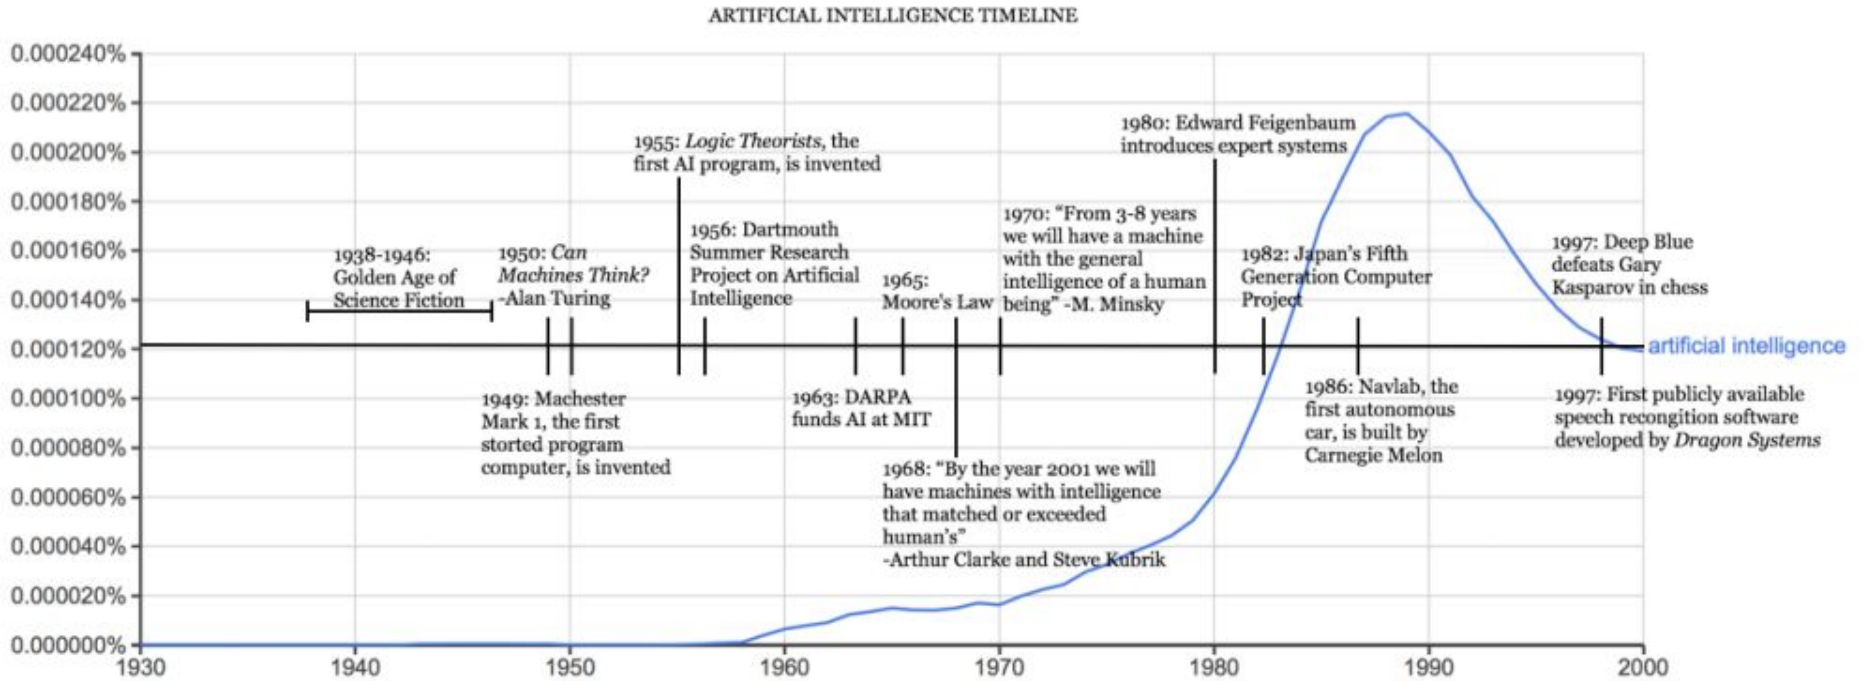 ARTIFICIAL INTELLIGENCE TIMELINE
0.000240%
0.000220%
0.000200%
0.000180%
0.000160%
0.000140%
0.000120%
0.000100%
0.000080%
0.000060%
0.000040%
0.000020%
0.000000%
1938-1946:
Golden Age of
Science Fiction
1950: Can
Machines Think?
-Alan Turing
1955: Logic Theorists, the
first AI program, is invented
1956: Dartmouth
Summer Research
Project on Artificial
Intelligence
1965:
Moore's Law
1970: “From 3-8 years
we will have a machine
with the general
intelligence of a human
being” -M. Minsky
1980: Edward Feigenbaum
introduces expert systems
1982: Japan's Fifth
Generation Computer
Project
1997: Deep Blue
defeats Gary
Kasparov in chess
artificial intelligence
1949: Machester
Mark 1, the first
storted program
computer, is invented
1963: DARPA
funds AI at MIT
1968: “By the year 2001 we will
have machines with intelligence
that matched or exceeded
human's”
-Arthur Clarke and Steve Kubrik
1986: Navlab, the
first autonomous
car, is built by
Carnegie Melon
1997: First publicly available
speech recongition software
developed by Dragon Systems
1930 1940 1950 1960 1970 1980 1990 2000